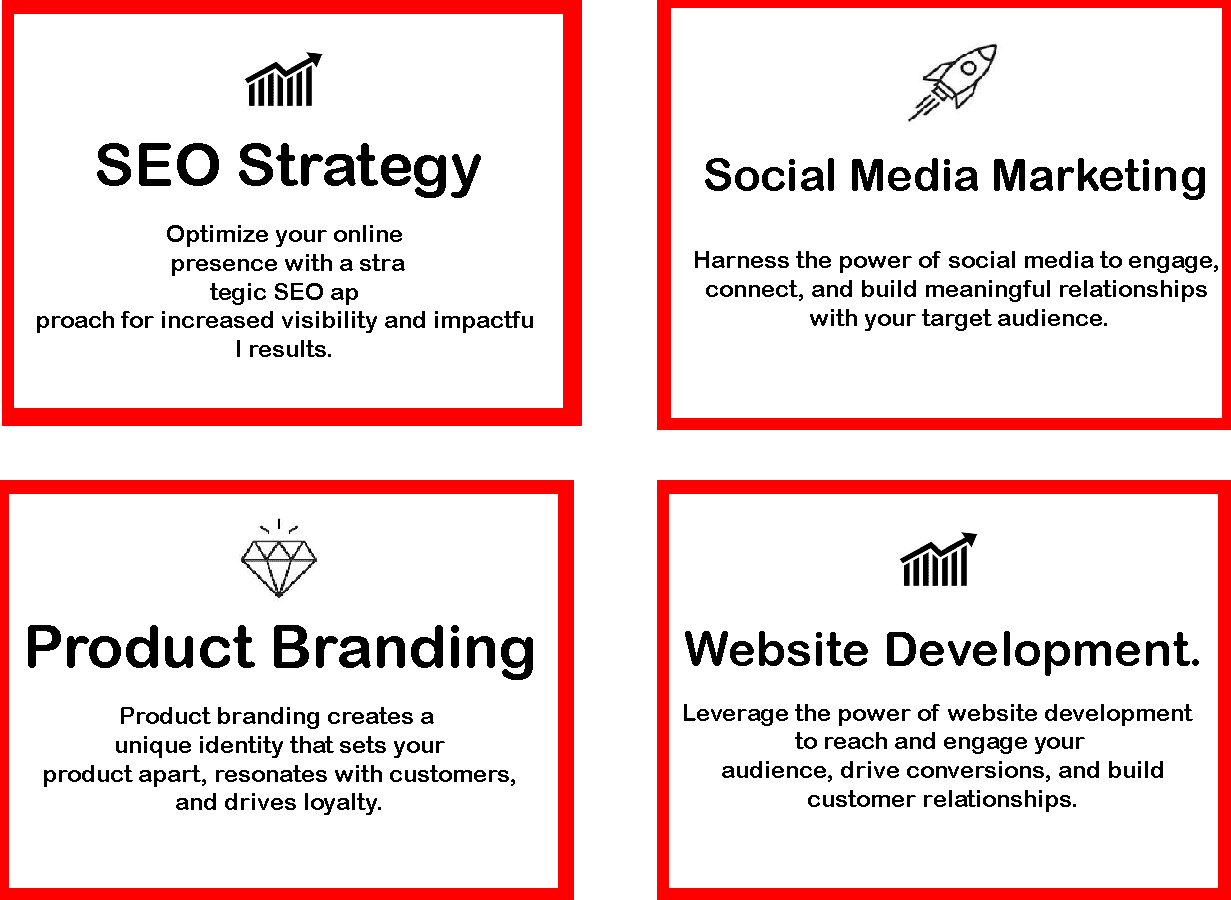 SEO Strategy
Optimize your online
presence with a stra
tegic SEO ap
proach for increased visibility and impactfu
l results.
Social Media Marketing
Harness the power of social media to engage,
connect, and build meaningful relationships
with your target audience.
Product Branding
Product branding creates a
unique identity that sets your
product apart, resonates with customers,
and drives loyalty.
Website Development.
Leverage the power of website development
to reach and engage your
audience, drive conversions, and build
customer relationships.